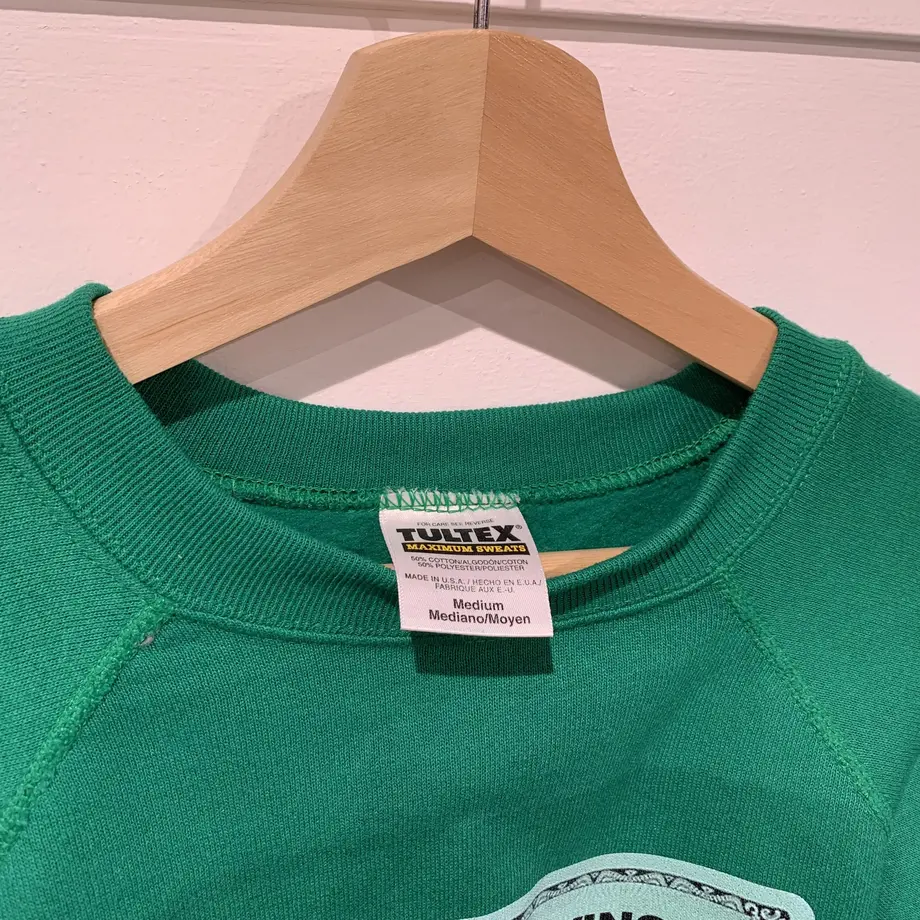 FOR CARE SEE REVERSE
TULTEX®
MAXIMUM SWEATS
50% COTTON/ALGODÓN/COTON
50% POLYESTER/POLIESTER
MADE IN U.S.A. / HECHO EN E.U.A./
FABRIQUE AUX E.-U.
Medium
Mediano/Moyen